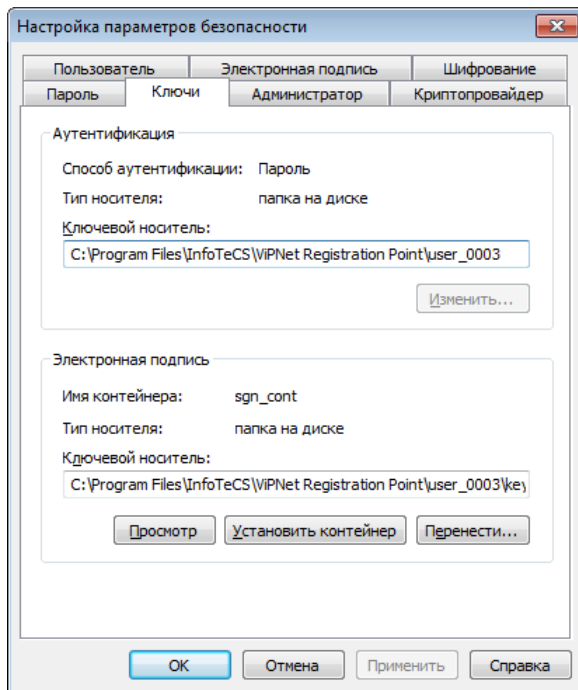 Настройка параметров безопасности
Пользователь Электронная подпись Шифрование
Пароль Ключи Администратор Криптопровайдер
Аутентификация
Способ аутентификации: Пароль
Тип носителя: папка на диске
Ключевой носитель:
C:\Program Files\InfoTeCS\ViPNet Registration Point\user_0003
Изменить...
Электронная подпись
Имя контейнера: sgn_cont
Тип носителя: папка на диске
Ключевой носитель:
C:\Program Files\InfoTeCS\ViPNet Registration Point\user_0003\key
Просмотр Установить контейнер Перенести...
ОК Отмена Применить Справка